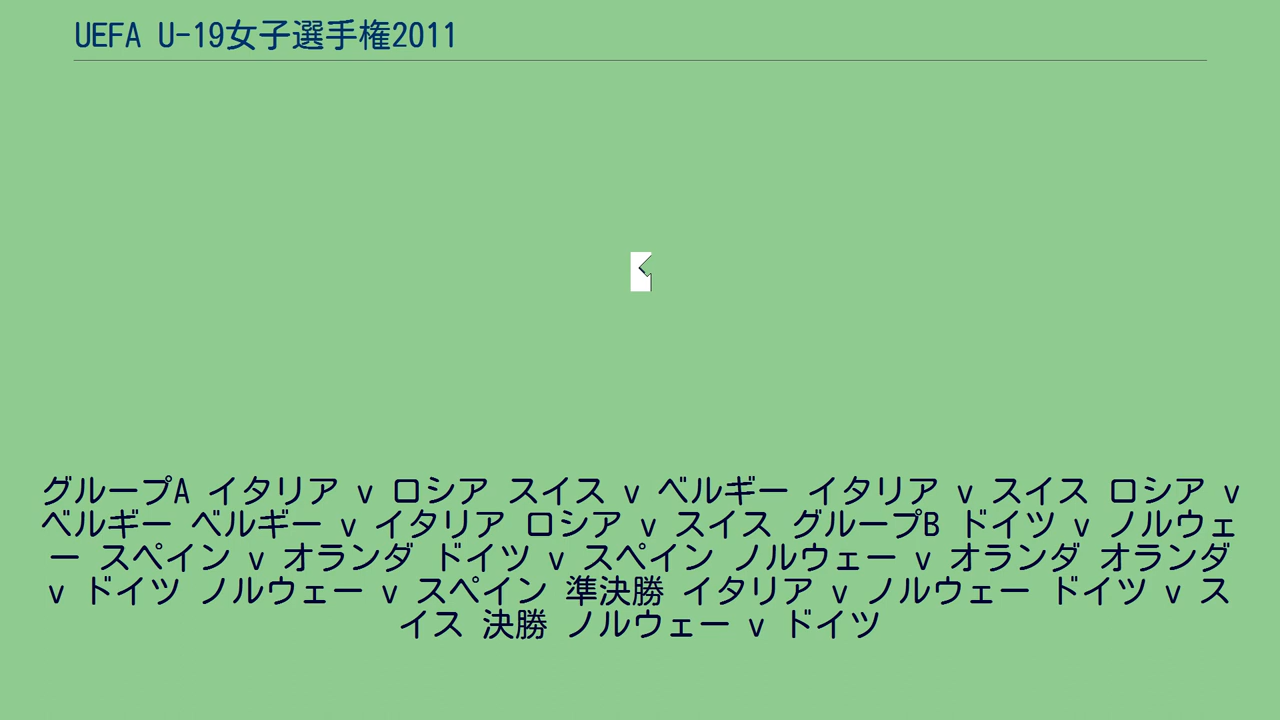 UEFA U-19女子選手権2011
グループA イタリア v ロシア スイス v ベルギー イタリア v スイス ロシア v
ベルギー ベルギー v イタリア ロシア v スイス グループB ドイツ v ノルウェ
ー スペイン v オランダ ドイツ v スペイン ノルウェー v オランダ オランダ
v ドイツ ノルウェー v スペイン 準決勝 イタリア v ノルウェー ドイツ v ス
イス 決勝 ノルウェー v ドイツ